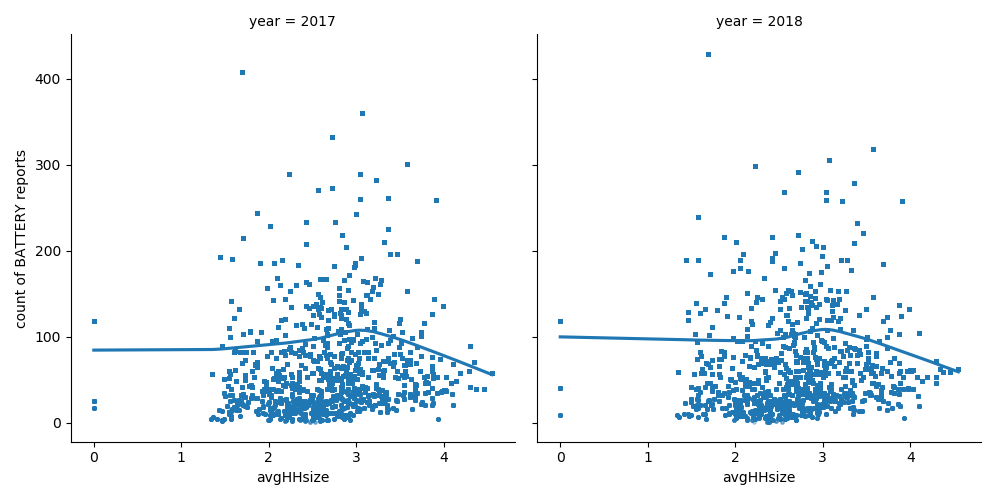 year = 2017
year = 2018
400
300
200
100
0
count of BATTERY reports
0 1 2 3 4
0 1 2 3 4
avgHHsize
avgHHsize